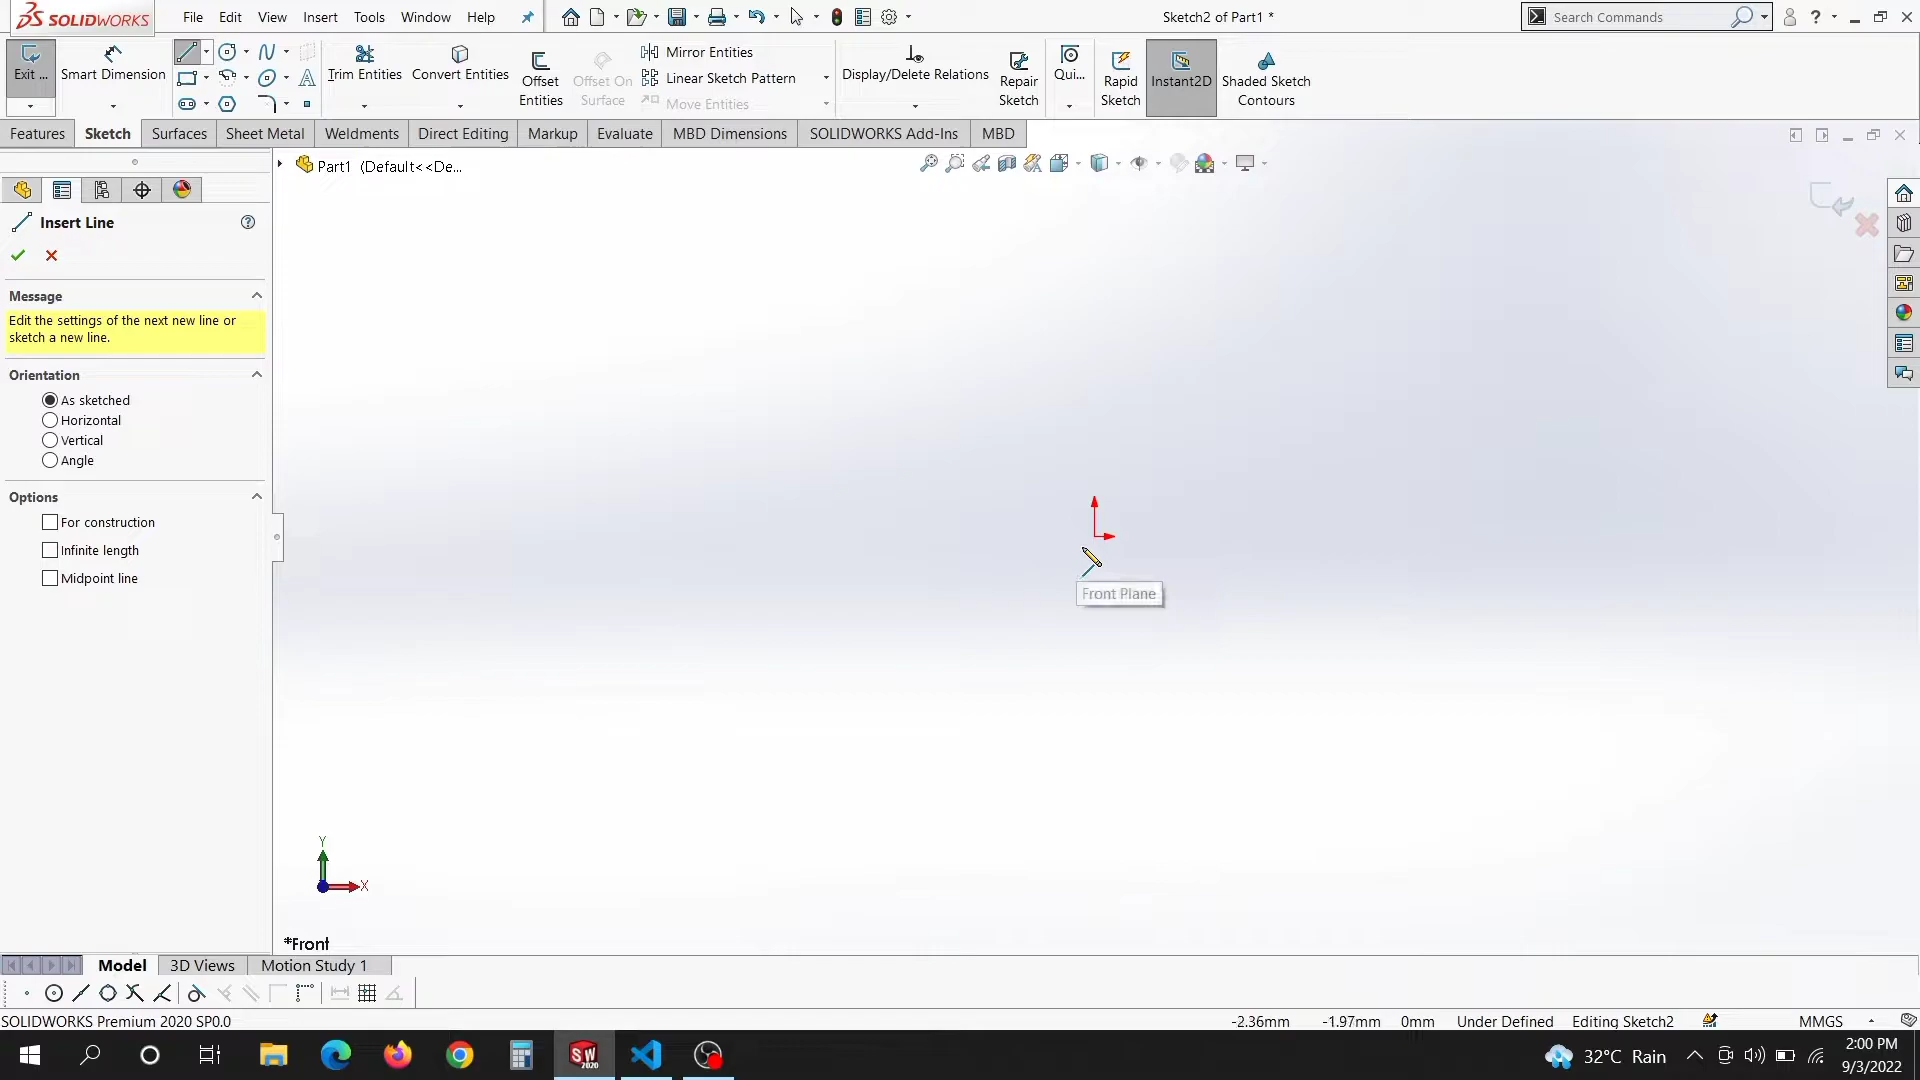 SOLIDWORKS
File Edit View Insert Tools Window Help
Sketch2 of Part1 *
Search Commands
Exit ...
Smart Dimension
Trim Entities
Convert Entities
Offset Entities
Offset On Surface
Mirror Entities
Linear Sketch Pattern
Move Entities
Display/Delete Relations
Repair Sketch
Qui...
Rapid Sketch
Instant2D
Shaded Sketch Contours
Features Sketch Surfaces Sheet Metal Weldments Direct Editing Markup Evaluate MBD Dimensions SOLIDWORKS Add-Ins MBD
Part1 (Default<<De...
Insert Line
Message
Edit the settings of the next new line or
sketch a new line.
Orientation
As sketched
Horizontal
Vertical
Angle
Options
For construction
Infinite length
Midpoint line
Front Plane
Y
X
*Front
Model 3D Views Motion Study 1
SOLIDWORKS Premium 2020 SP0.0
-2.36mm -1.97mm 0mm Under Defined Editing Sketch2 MMGS
SW
2020
32°C Rain
2:00 PM
9/3/2022